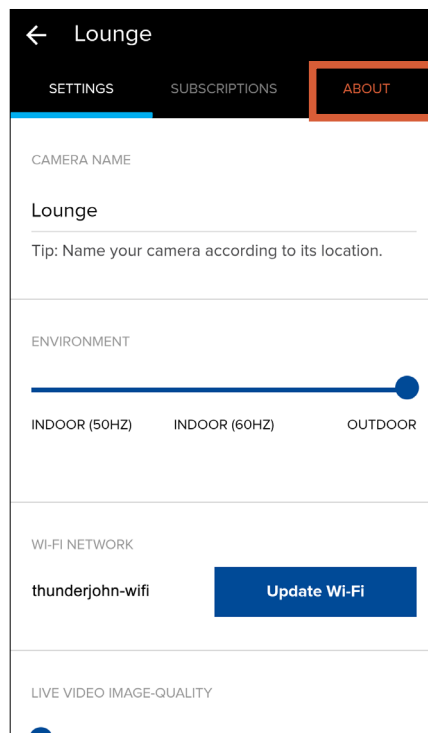 Lounge
SETTINGS SUBSCRIPTIONS ABOUT
CAMERA NAME
Lounge
Tip: Name your camera according to its location.
ENVIRONMENT
INDOOR (50HZ) INDOOR (60HZ) OUTDOOR
WI-FI NETWORK
thunderjohn-wifi Update Wi-Fi
LIVE VIDEO IMAGE-QUALITY